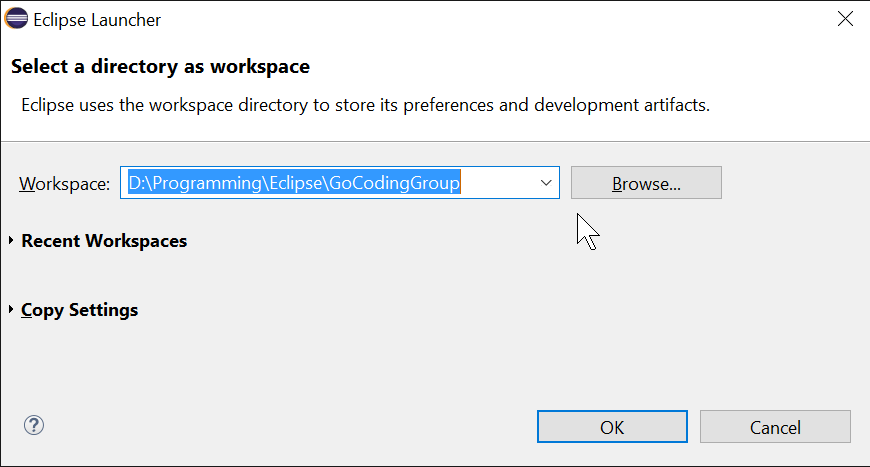 Eclipse Launcher
Select a directory as workspace
Eclipse uses the workspace directory to store its preferences and development artifacts.
Workspace: D:\Programming\Eclipse\GoCodingGroup Browse...
Recent Workspaces
Copy Settings
? OK Cancel